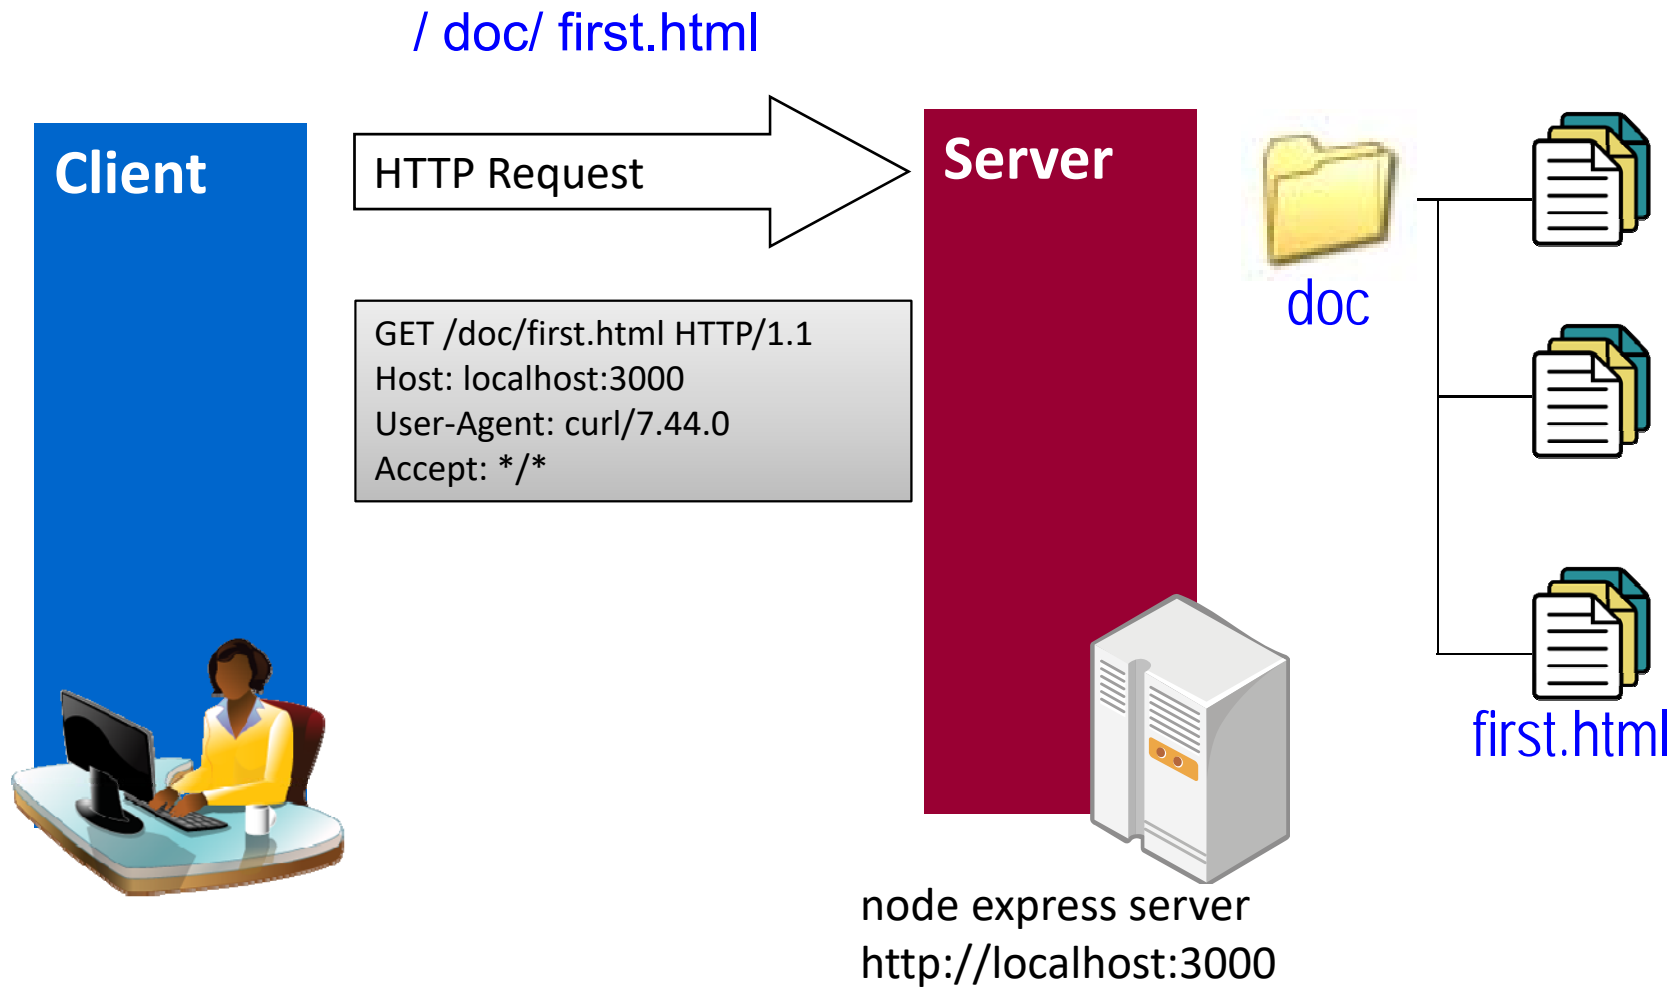 / doc/ first.html
Client
HTTP Request
Server
doc
GET /doc/first.html HTTP/1.1
Host: localhost:3000
User-Agent: curl/7.44.0
Accept: */*
first.html
node express server
http://localhost:3000